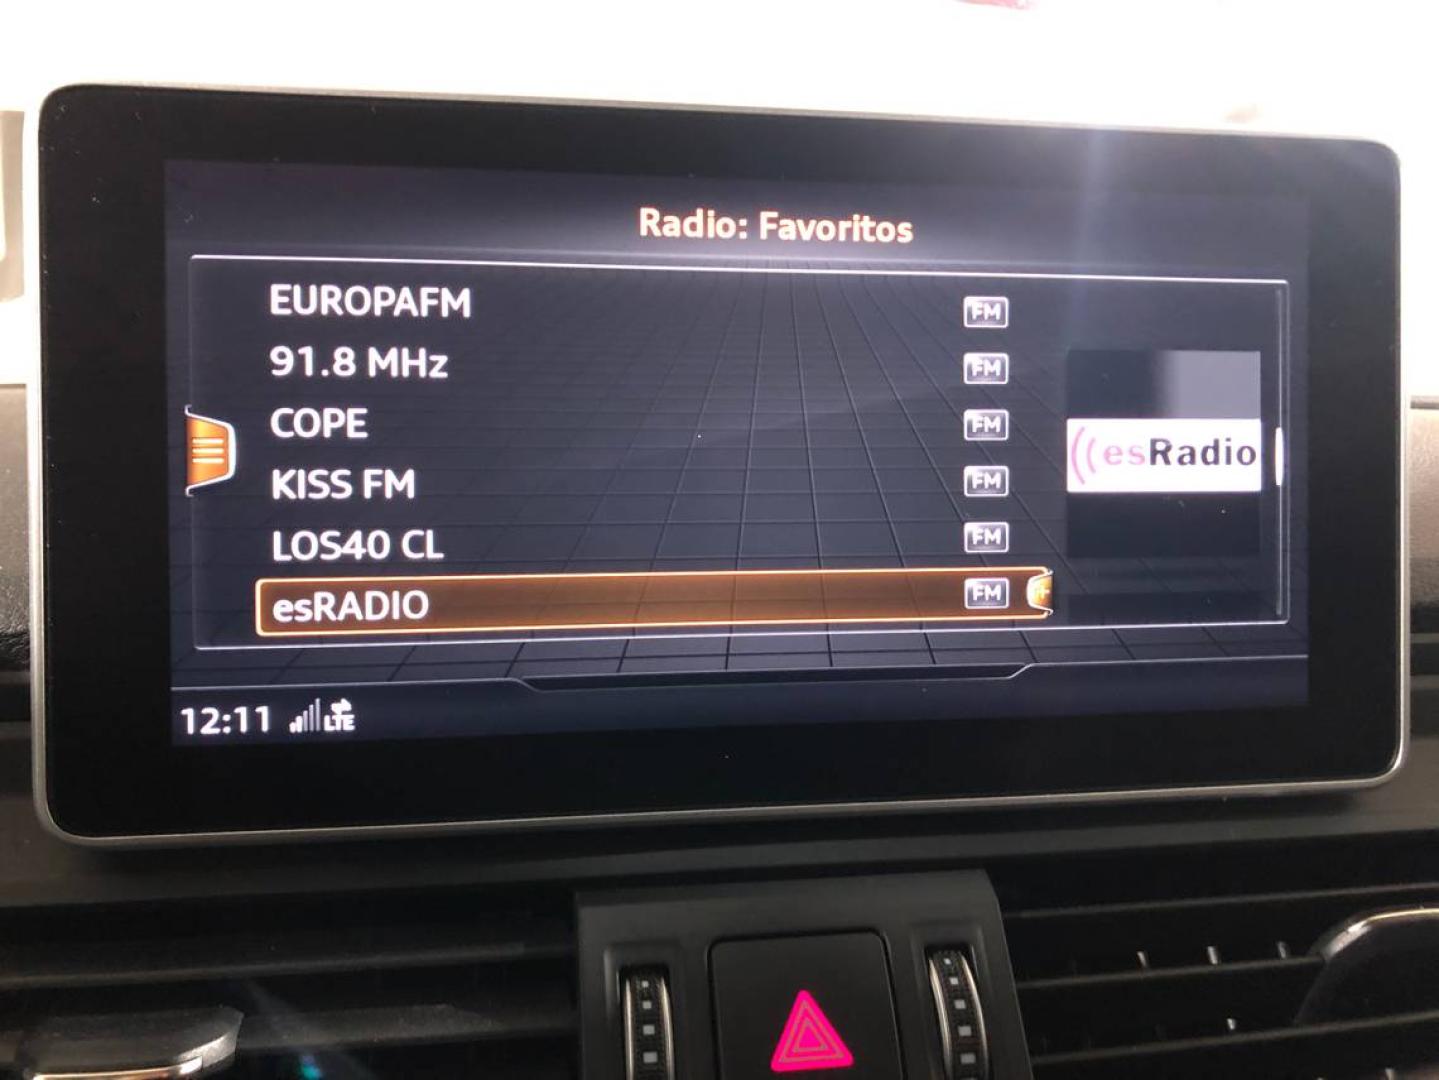 Radio: Favoritos
EUROPAFM FM
91.8 MHz FM
COPE FM
KISS FM FM
LOS40 CL FM
esRADIO FM
esRadio
12:11 LTE